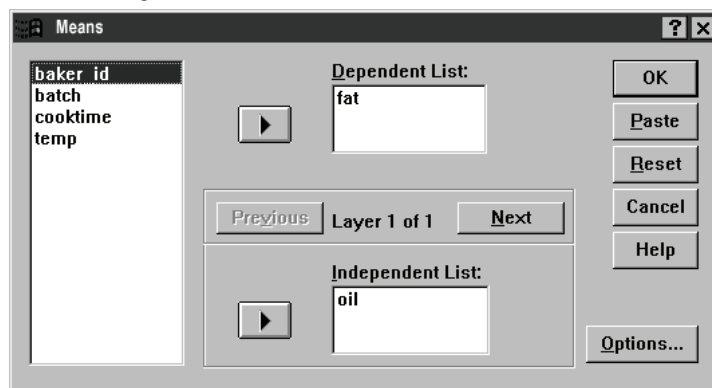 Means
? ×
baker_id
batch
cooktime
temp
Dependent List:
fat
Previous Layer 1 of 1 Next
Independent List:
oil
OK
Paste
Reset
Cancel
Help
Options...